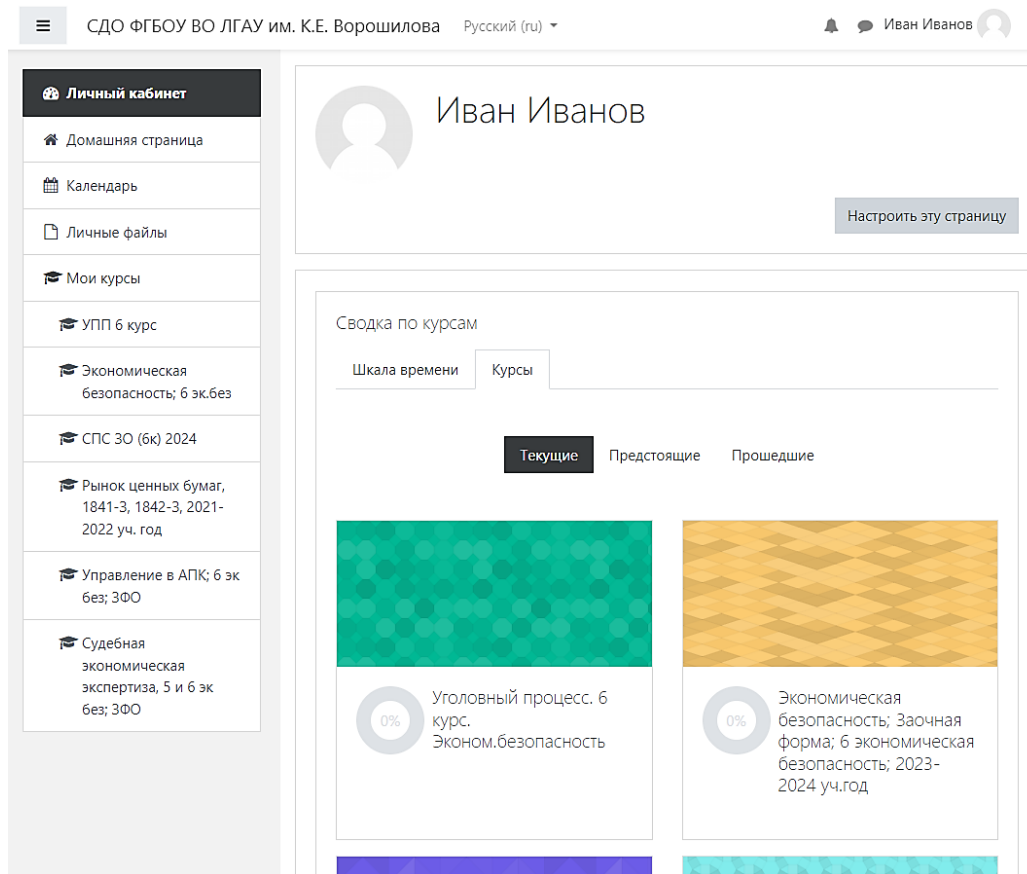 СДО ФГБОУ ВО ЛГАУ им. К.Е. Ворошилова
Русский (ru)
Иван Иванов
Личный кабинет
Домашняя страница
Календарь
Личные файлы
Мои курсы
УПП 6 курс
Экономическая
безопасность; 6 эк.без
СПС ЗО (6к) 2024
Рынок ценных бумаг,
1841-3, 1842-3, 2021-
2022 уч. год
Управление в АПК; 6 эк
без; ЗФО
Судебная
экономическая
экспертиза, 5 и 6 эк
без; ЗФО
Иван Иванов
Настроить эту страницу
Сводка по курсам
Шкала времени
Курсы
Текущие
Предстоящие
Прошедшие
0%
Уголовный процесс. 6
курс.
Эконом.безопасность
0%
Экономическая
безопасность; Заочная
форма; 6 экономическая
безопасность; 2023-
2024 уч.год